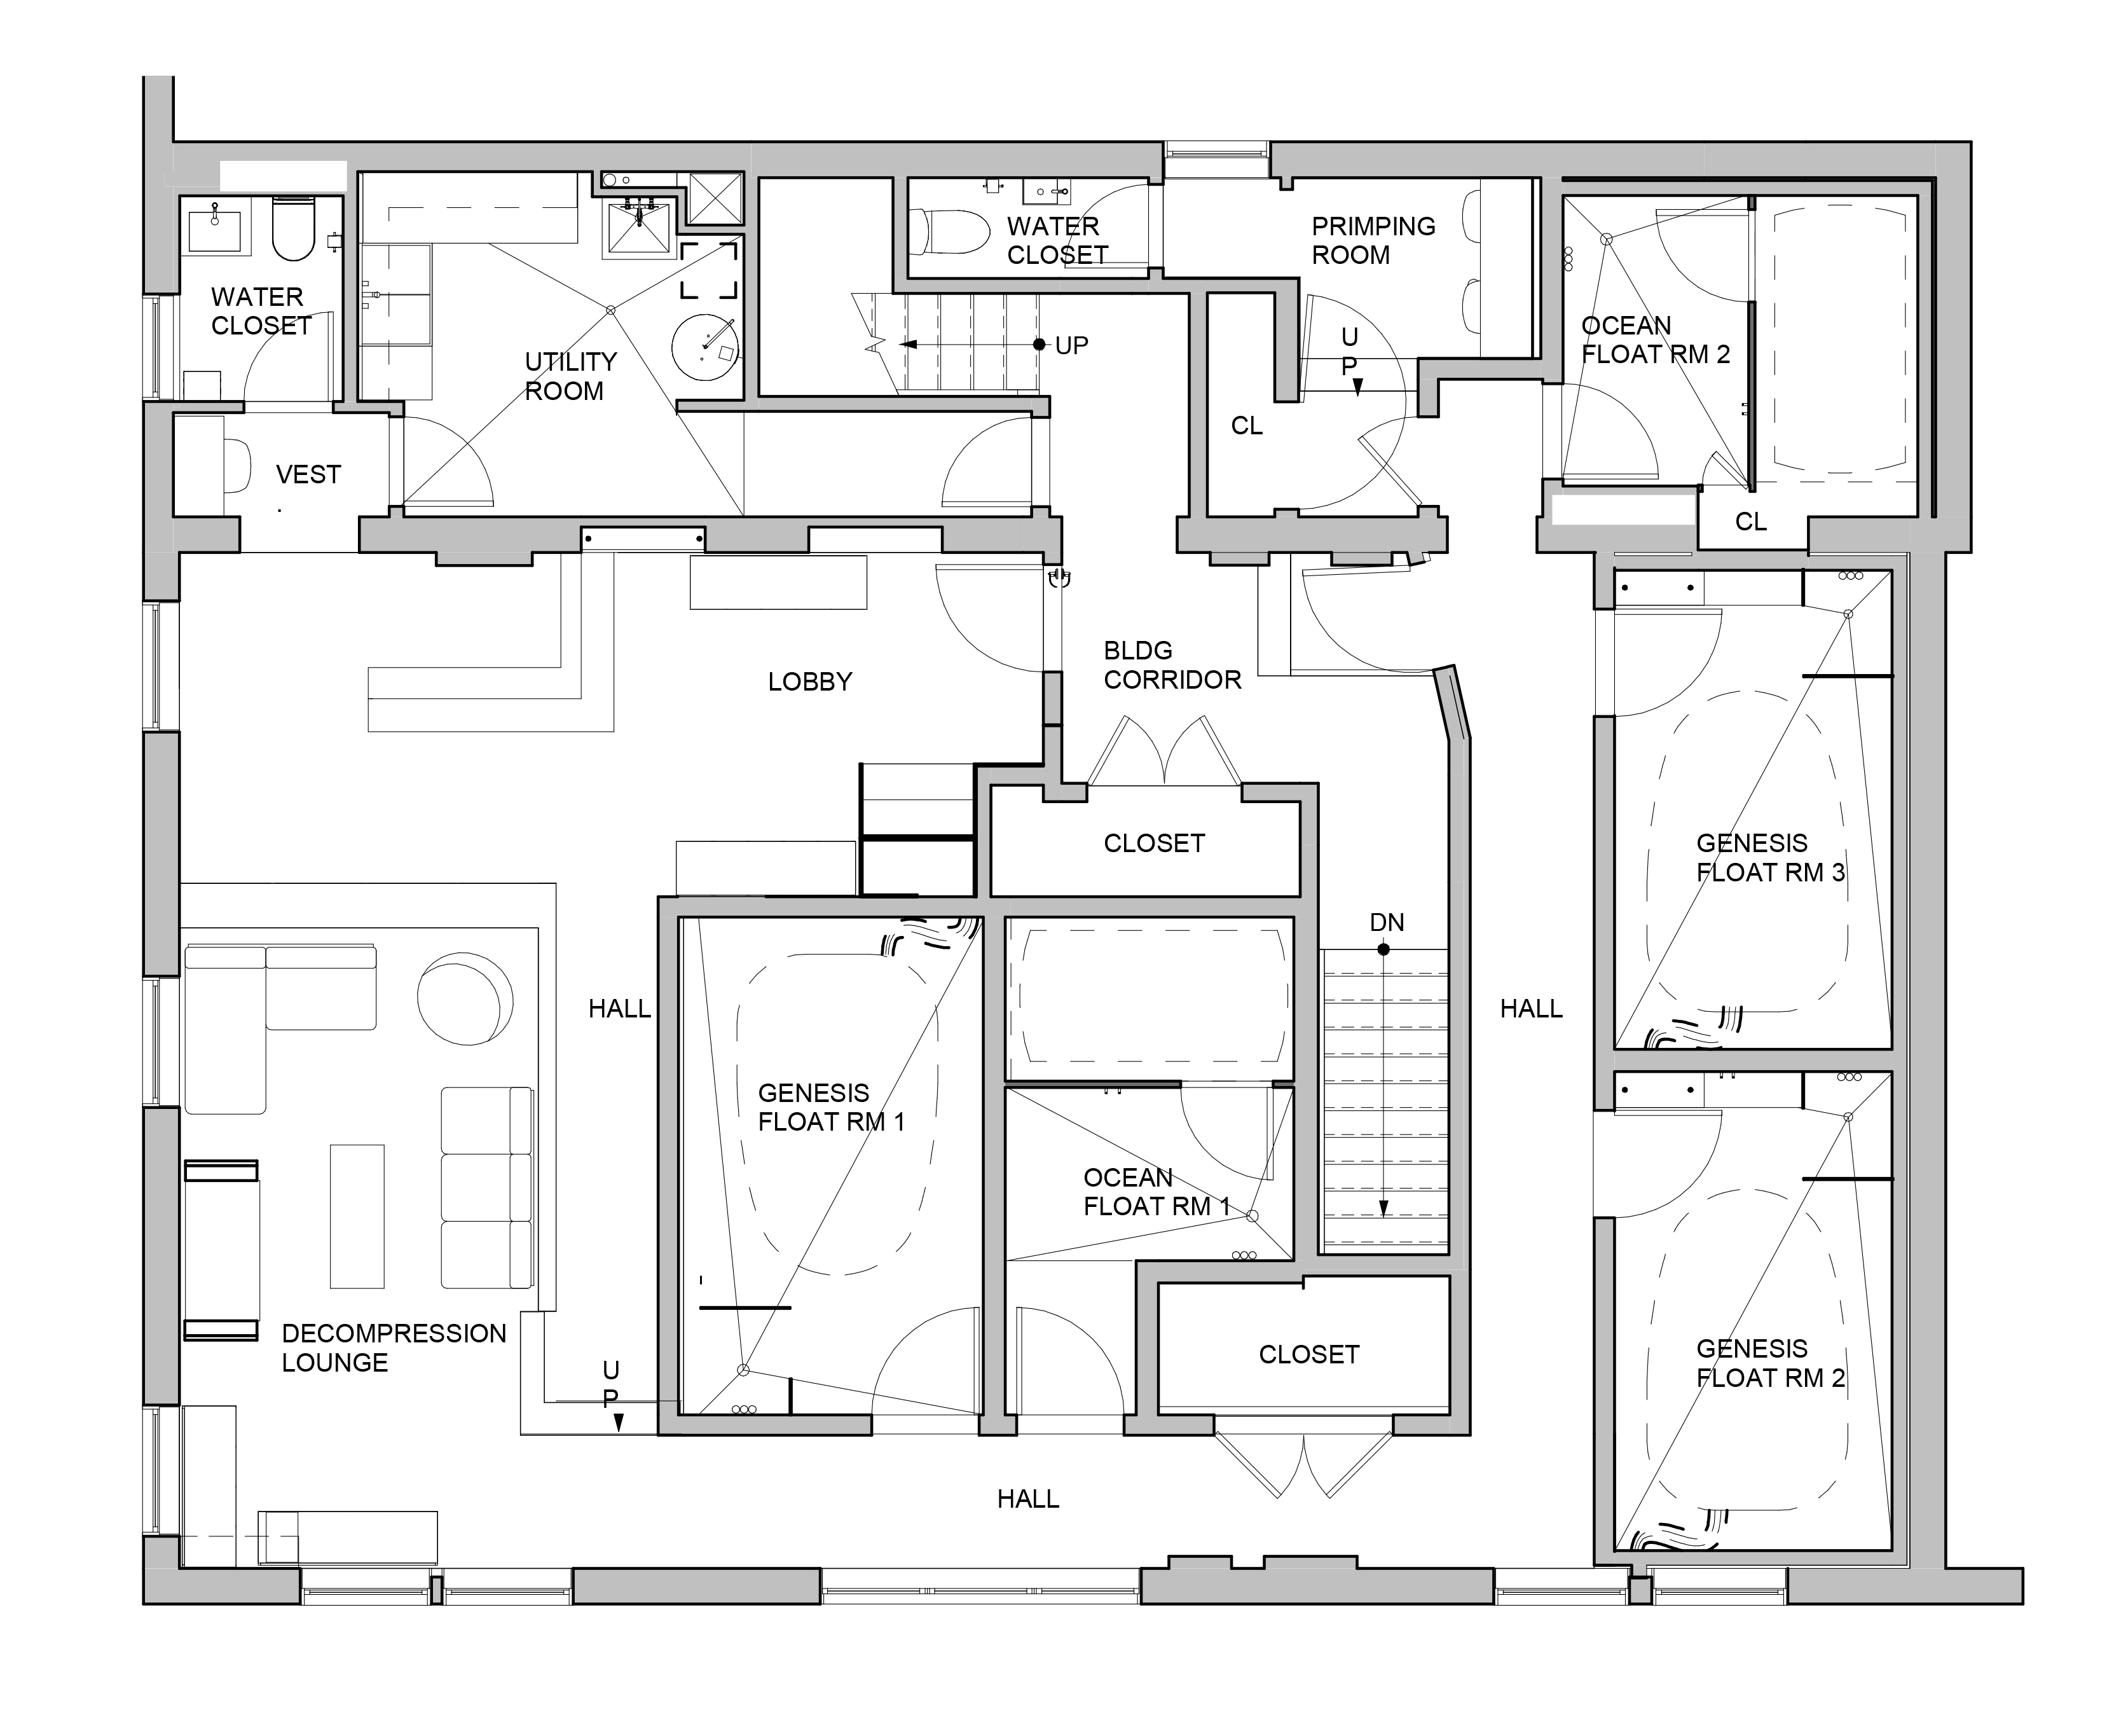 WATER
CLOSET
PRIMPING
ROOM
WATER
CLOSET
UTILITY
ROOM
UP
U
P
OCEAN
FLOAT RM 2
CL
VEST
.
CL
LOBBY
BLDG
CORRIDOR
CLOSET
GENESIS
FLOAT RM 3
DN
HALL
HALL
GENESIS
FLOAT RM 1
OCEAN
FLOAT RM 1
DECOMPRESSION
LOUNGE
U
P
CLOSET
GENESIS
FLOAT RM 2
HALL